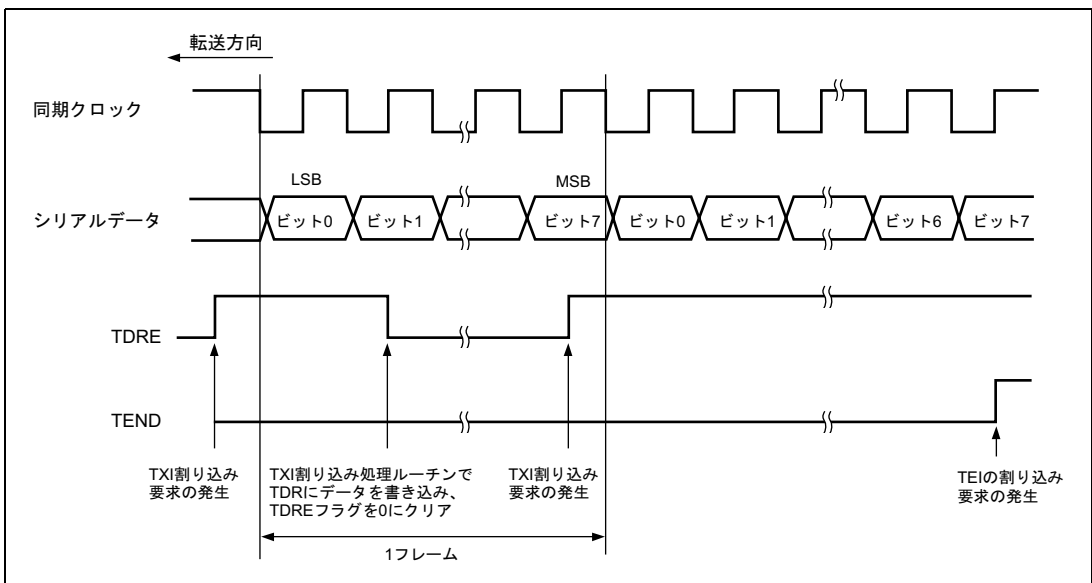 転送方向
同期クロック
LSB
MSB
シリアルデータ
ビット0
ビット1
ビット7
ビット0
ビット1
ビット6
ビット7
TDRE
TEND
TXI割り込み
要求の発生
TXI割り込み処理ルーチンで
TDRにデータを書き込み、
TDREフラグを0にクリア
TXI割り込み
要求の発生
TEIの割り込み
要求の発生
1フレーム